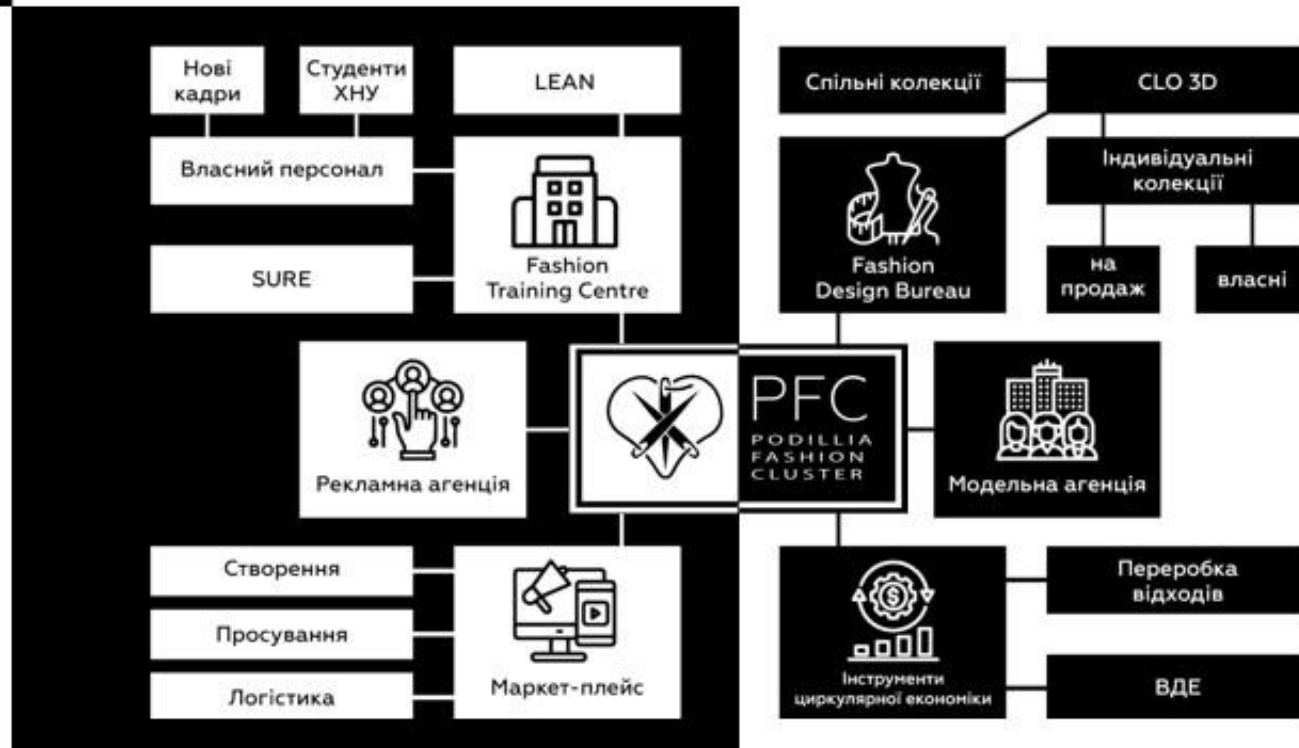 Нові
кадри
Студенти
ХНУ
LEAN
Власний персонал
SURE
Fashion
Training Centre
Спільні колекції
CLO 3D
Індивідуальні
колекції
Fashion
Design Bureau
на
продаж
власні
Рекламна агенція
PFC
PODILLIA
FASHION
CLUSTER
Модельна агенція
Створення
Просування
Логістика
Маркет-плейс
Інструменти
циркулярної економіки
Переробка
відходів
ВДЕ